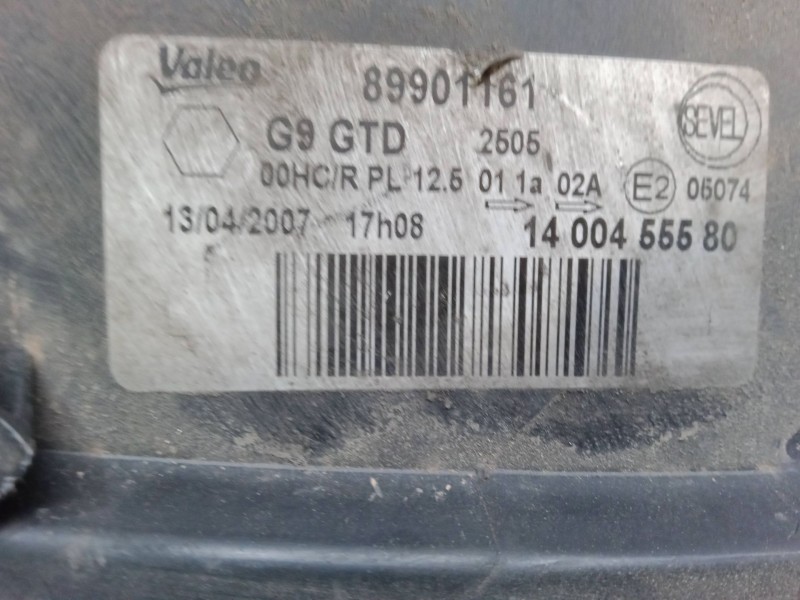 Valeo 89901161
SEVEL
G9 GTD 2505
00HC/R PL 12.5 01 1a 02A E2 05074
13/04/2007 17h08 14 004 555 80